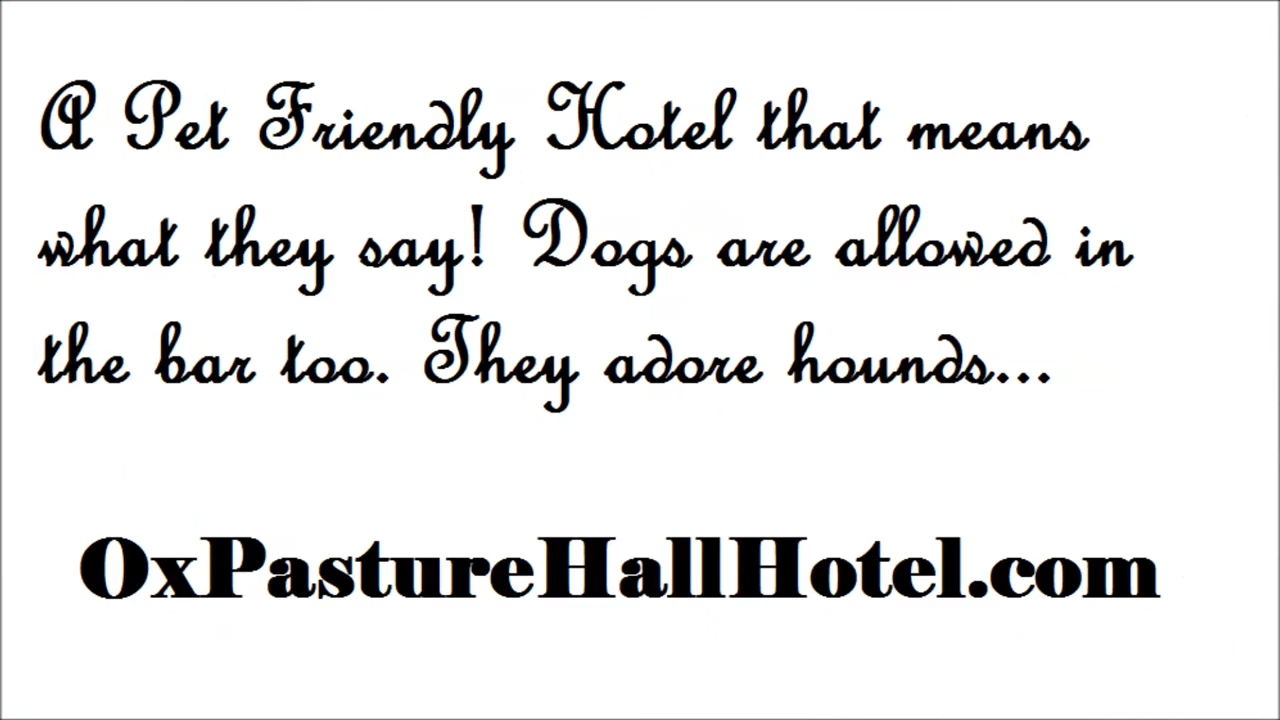 A Pet Friendly Hotel that means
what they say! Dogs are allowed in
the bar too. They adore hounds...
OxPastureHallHotel.com